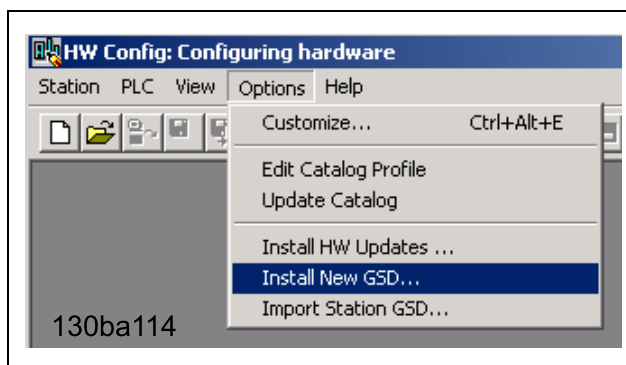 HW Config: Configuring hardware
Station PLC View Options Help
Customize... Ctrl+Alt+E
Edit Catalog Profile
Update Catalog
Install HW Updates ...
Install New GSD...
Import Station GSD...
130ba114